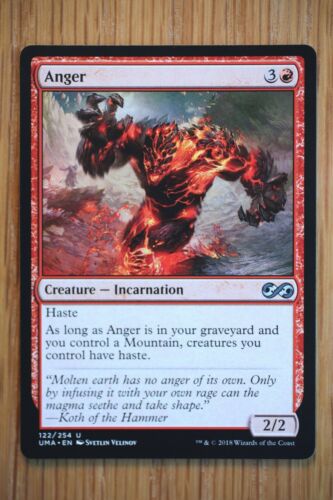 Anger 3
Creature — Incarnation
Haste
As long as Anger is in your graveyard and
you control a Mountain, creatures you
control have haste.
“Molten earth has no anger of its own. Only
by infusing it with your own rage can the
magma seethe and take shape.”
—Koth of the Hammer
2/2
122/254 U
UMA • EN SVETLIN VELINOV
™ & © 2018 Wizards of the Coast